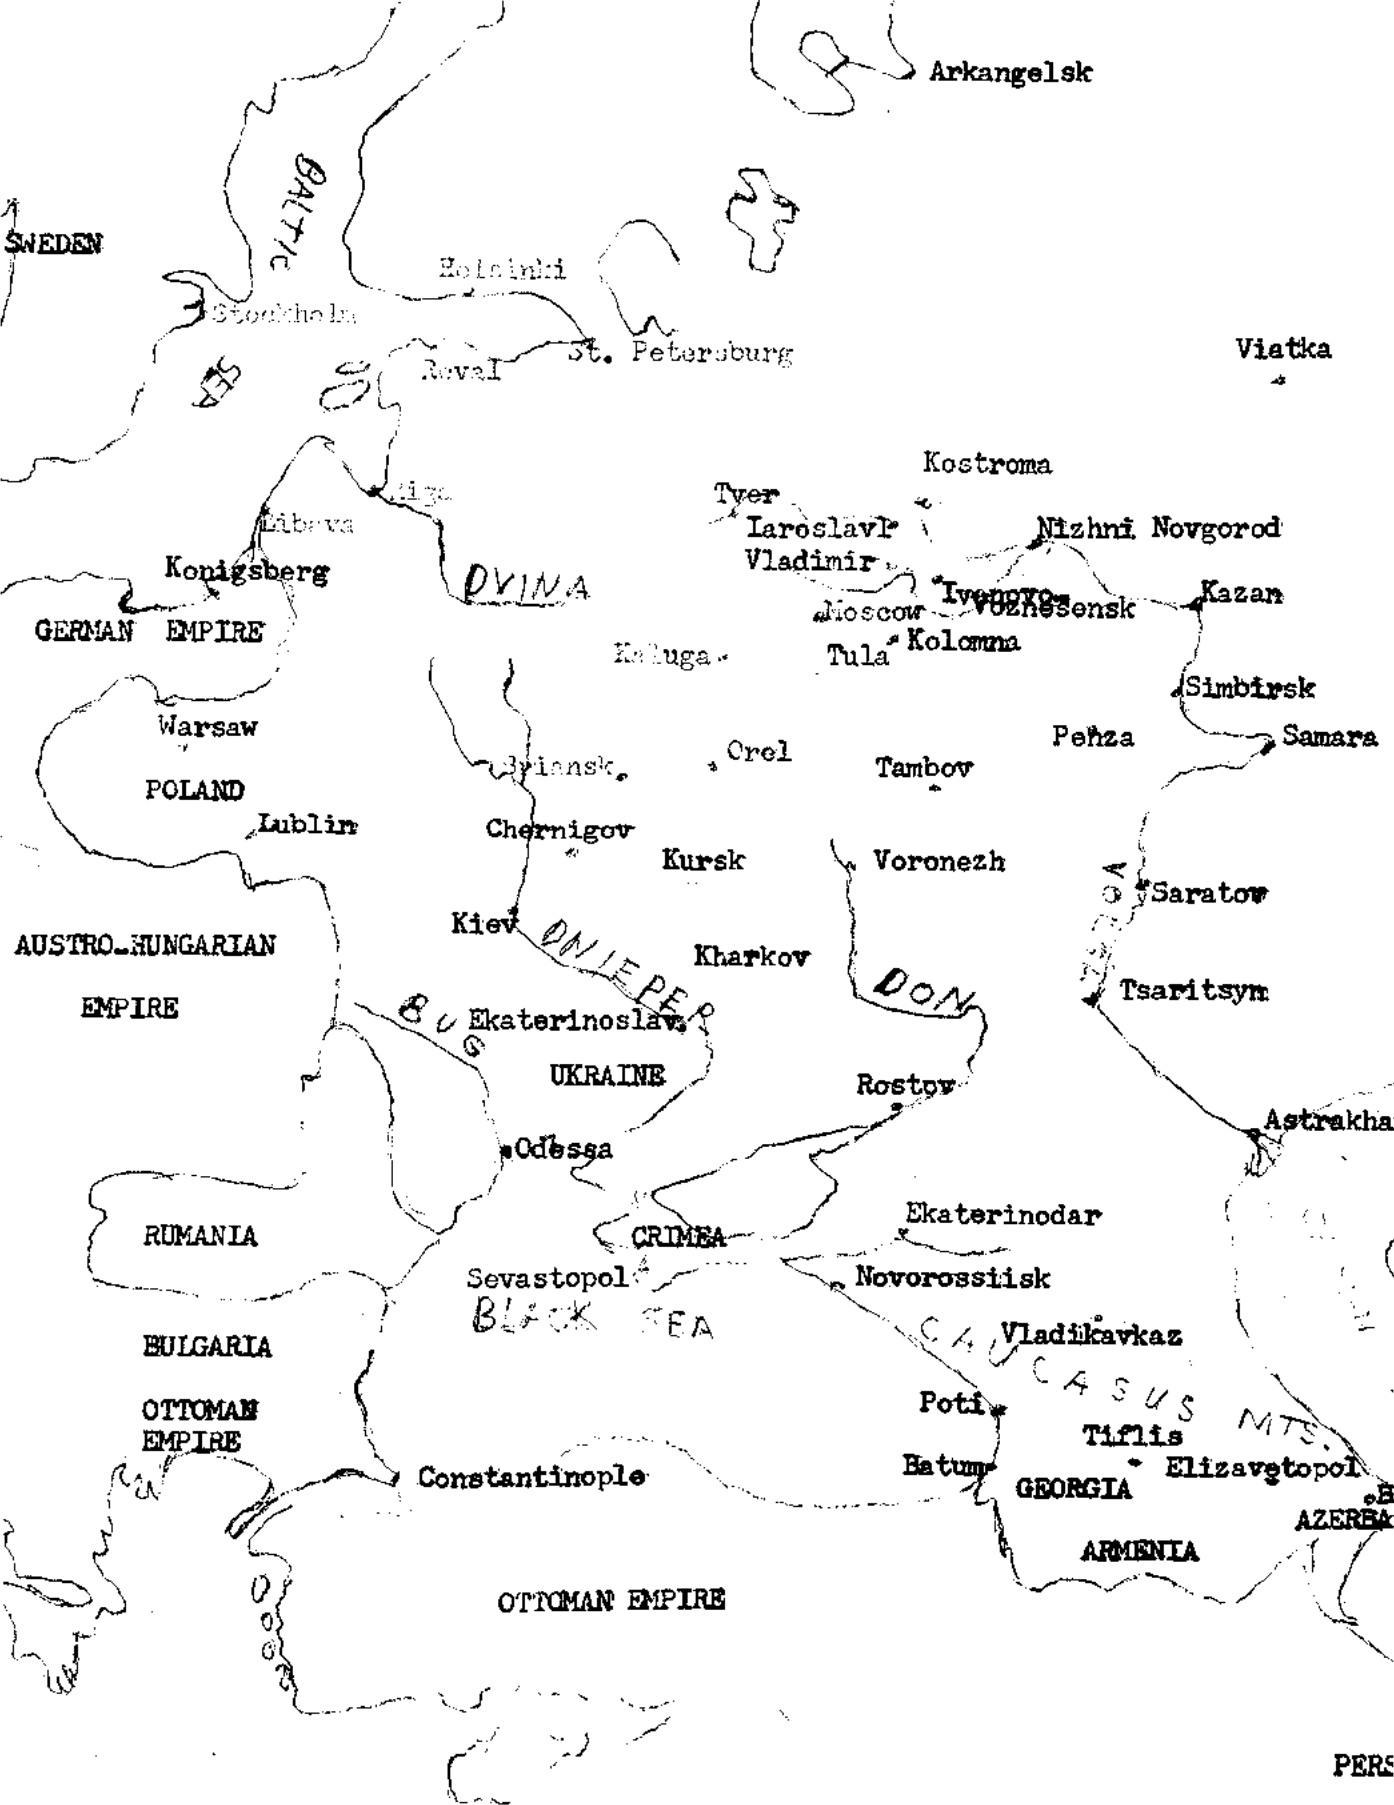 Arkangelsk
BALTIC
SWEDEN
Helsinki
Stockholm
St. Petersburg
Reval
SEA
Viatka
Kostroma
Riga
Tver
Libava
Iaroslavl
Nizhni Novgorod
Vladimir
Konigsberg
DVINA
Ivanovo-
Voznesensk
Kazan
Moscow
GERMAN EMPIRE
Kolomna
Kaluga
Tula
Simbirsk
Warsaw
Penza
Samara
Orel
Briansk
Tambov
POLAND
Lublin
Chernigov
Kursk
Voronezh
VOLGA
Saratov
Kiev
DNIEPER
AUSTRO-HUNGARIAN
EMPIRE
Kharkov
DON
Tsaritsyn
BUG
Ekaterinoslav
UKRAINE
Rostov
Astrakha
Odessa
Ekaterinodar
RUMANIA
CRIMEA
Sevastopol
Novorossiisk
BLACK SEA
Vladikavkaz
CAUCASUS MTS.
BULGARIA
Poti
OTTOMAN
EMPIRE
Tiflis
Batum
Elizavetopol
Constantinople
GEORGIA
B
AZERBA
ARMENIA
OTTOMAN EMPIRE
PERS